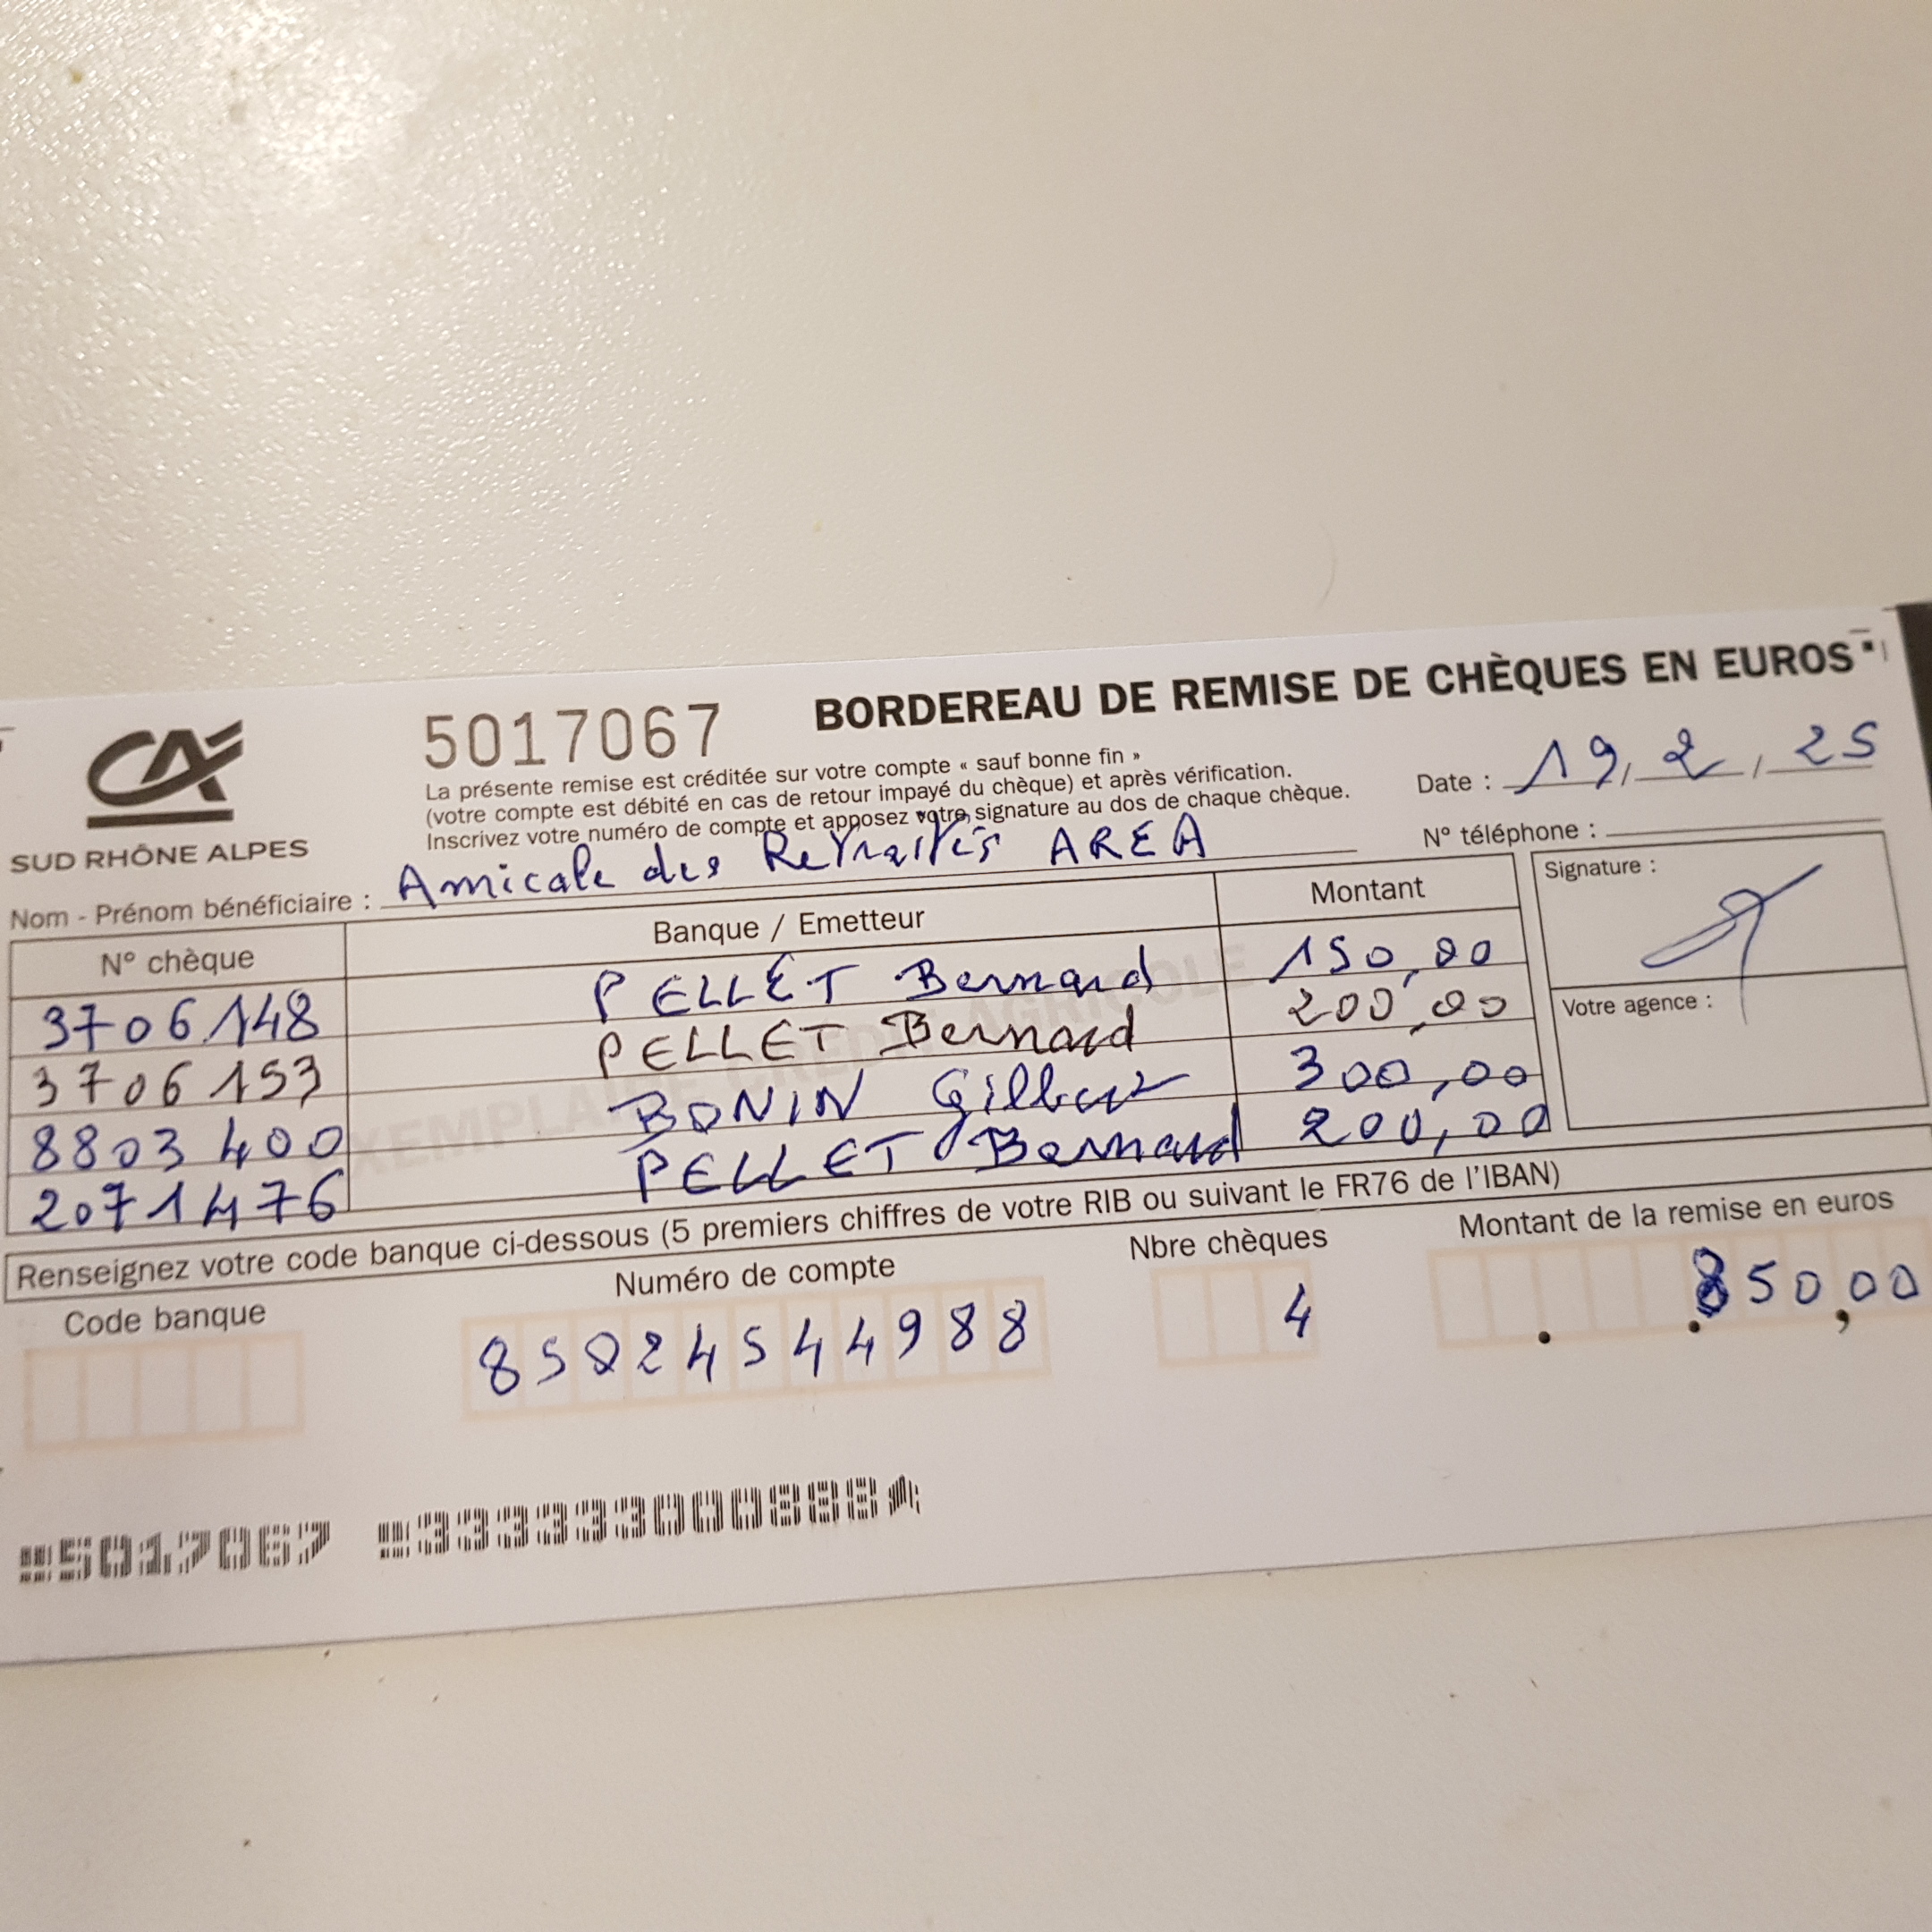 BORDEREAU DE REMISE DE CHÈQUES EN EUROS
5017067
CA
SUD RHÔNE ALPES
La présente remise est créditée sur votre compte « sauf bonne fin »
(votre compte est débité en cas de retour impayé du chèque) et après vérification.
Inscrivez votre numéro de compte et apposez votre signature au dos de chaque chèque.
Date : 19/2/25
N° téléphone :
Nom - Prénom bénéficiaire : Amicale des Retraités AREA
N° chèque Banque / Emetteur Montant
3706148 PELLET Bernard 150,00
3706153 PELLET Bernard 200,00
8803400 BONIN Gilbert 300,00
2071476 PELLET Bernard 200,00
EXEMPLAIRE CRÉDIT AGRICOLE
Signature :
Votre agence :
Renseignez votre code banque ci-dessous (5 premiers chiffres de votre RIB ou suivant le FR76 de l'IBAN)
Code banque Numéro de compte Nbre chèques Montant de la remise en euros
85024544988 4 850,00
5017067 333333000888